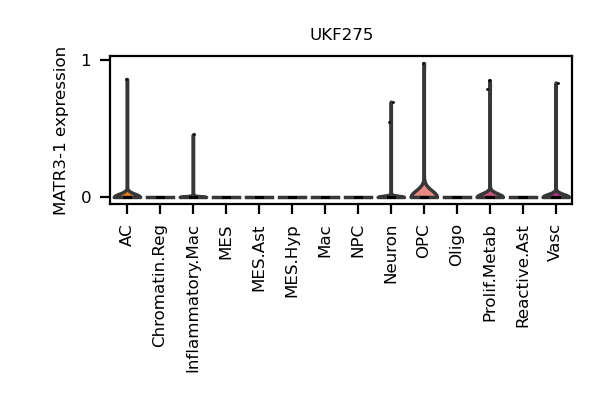 UKF275
MATR3-1 expression
1
0
AC
Chromatin.Reg
Inflammatory.Mac
MES
MES.Ast
MES.Hyp
Mac
NPC
Neuron
OPC
Oligo
Prolif.Metab
Reactive.Ast
Vasc